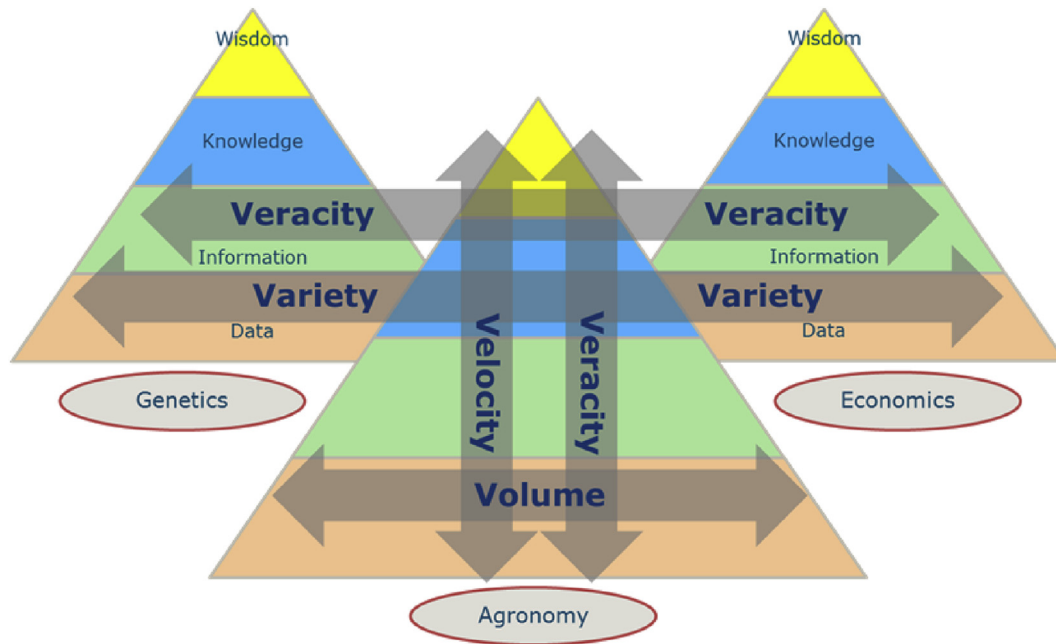 Wisdom
Wisdom
Knowledge
Knowledge
Veracity
Veracity
Information
Information
Variety
Variety
Data
Data
Velocity
Veracity
Genetics
Economics
Volume
Agronomy